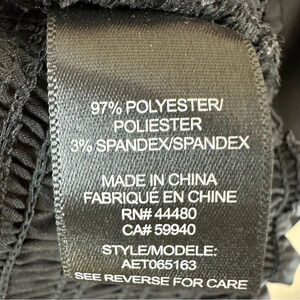 97% POLYESTER/
POLIESTER
3% SPANDEX/SPANDEX
MADE IN CHINA
FABRIQUÉ EN CHINE
RN# 44480
CA# 59940
STYLE/MODELE:
AET065163
SEE REVERSE FOR CARE